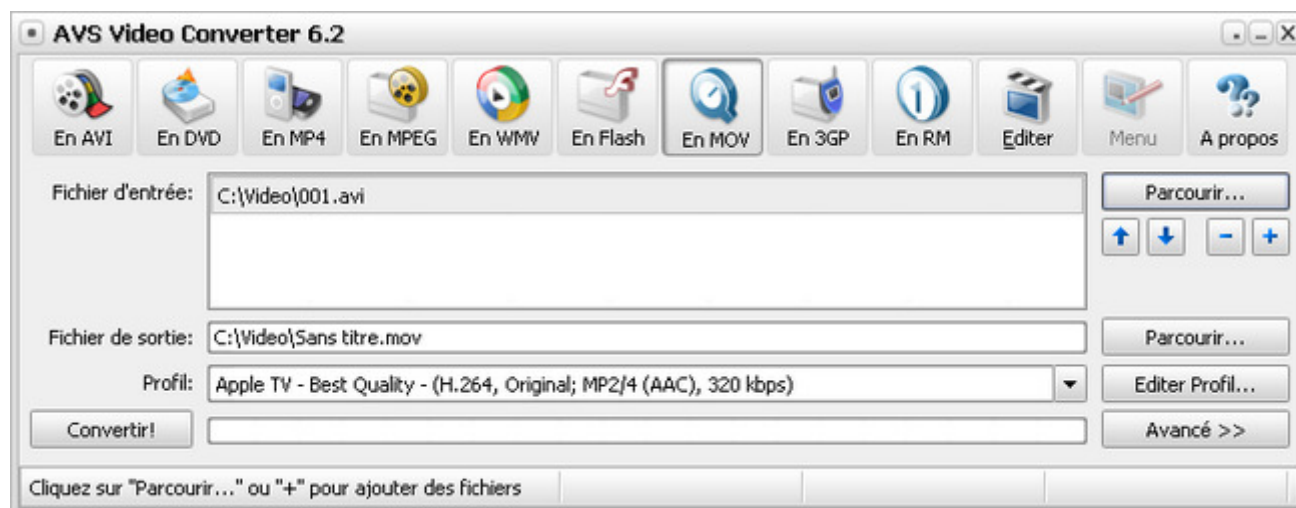 AVS Video Converter 6.2
En AVI En DVD En MP4 En MPEG En WMV En Flash En MOV En 3GP En RM Editer Menu A propos
Fichier d'entrée: C:\Video\001.avi Parcourir...
Fichier de sortie: C:\Video\Sans titre.mov Parcourir...
Profil: Apple TV - Best Quality - (H.264, Original; MP2/4 (AAC), 320 kbps) Editer Profil...
Convertir! Avancé >>
Cliquez sur "Parcourir..." ou "+" pour ajouter des fichiers